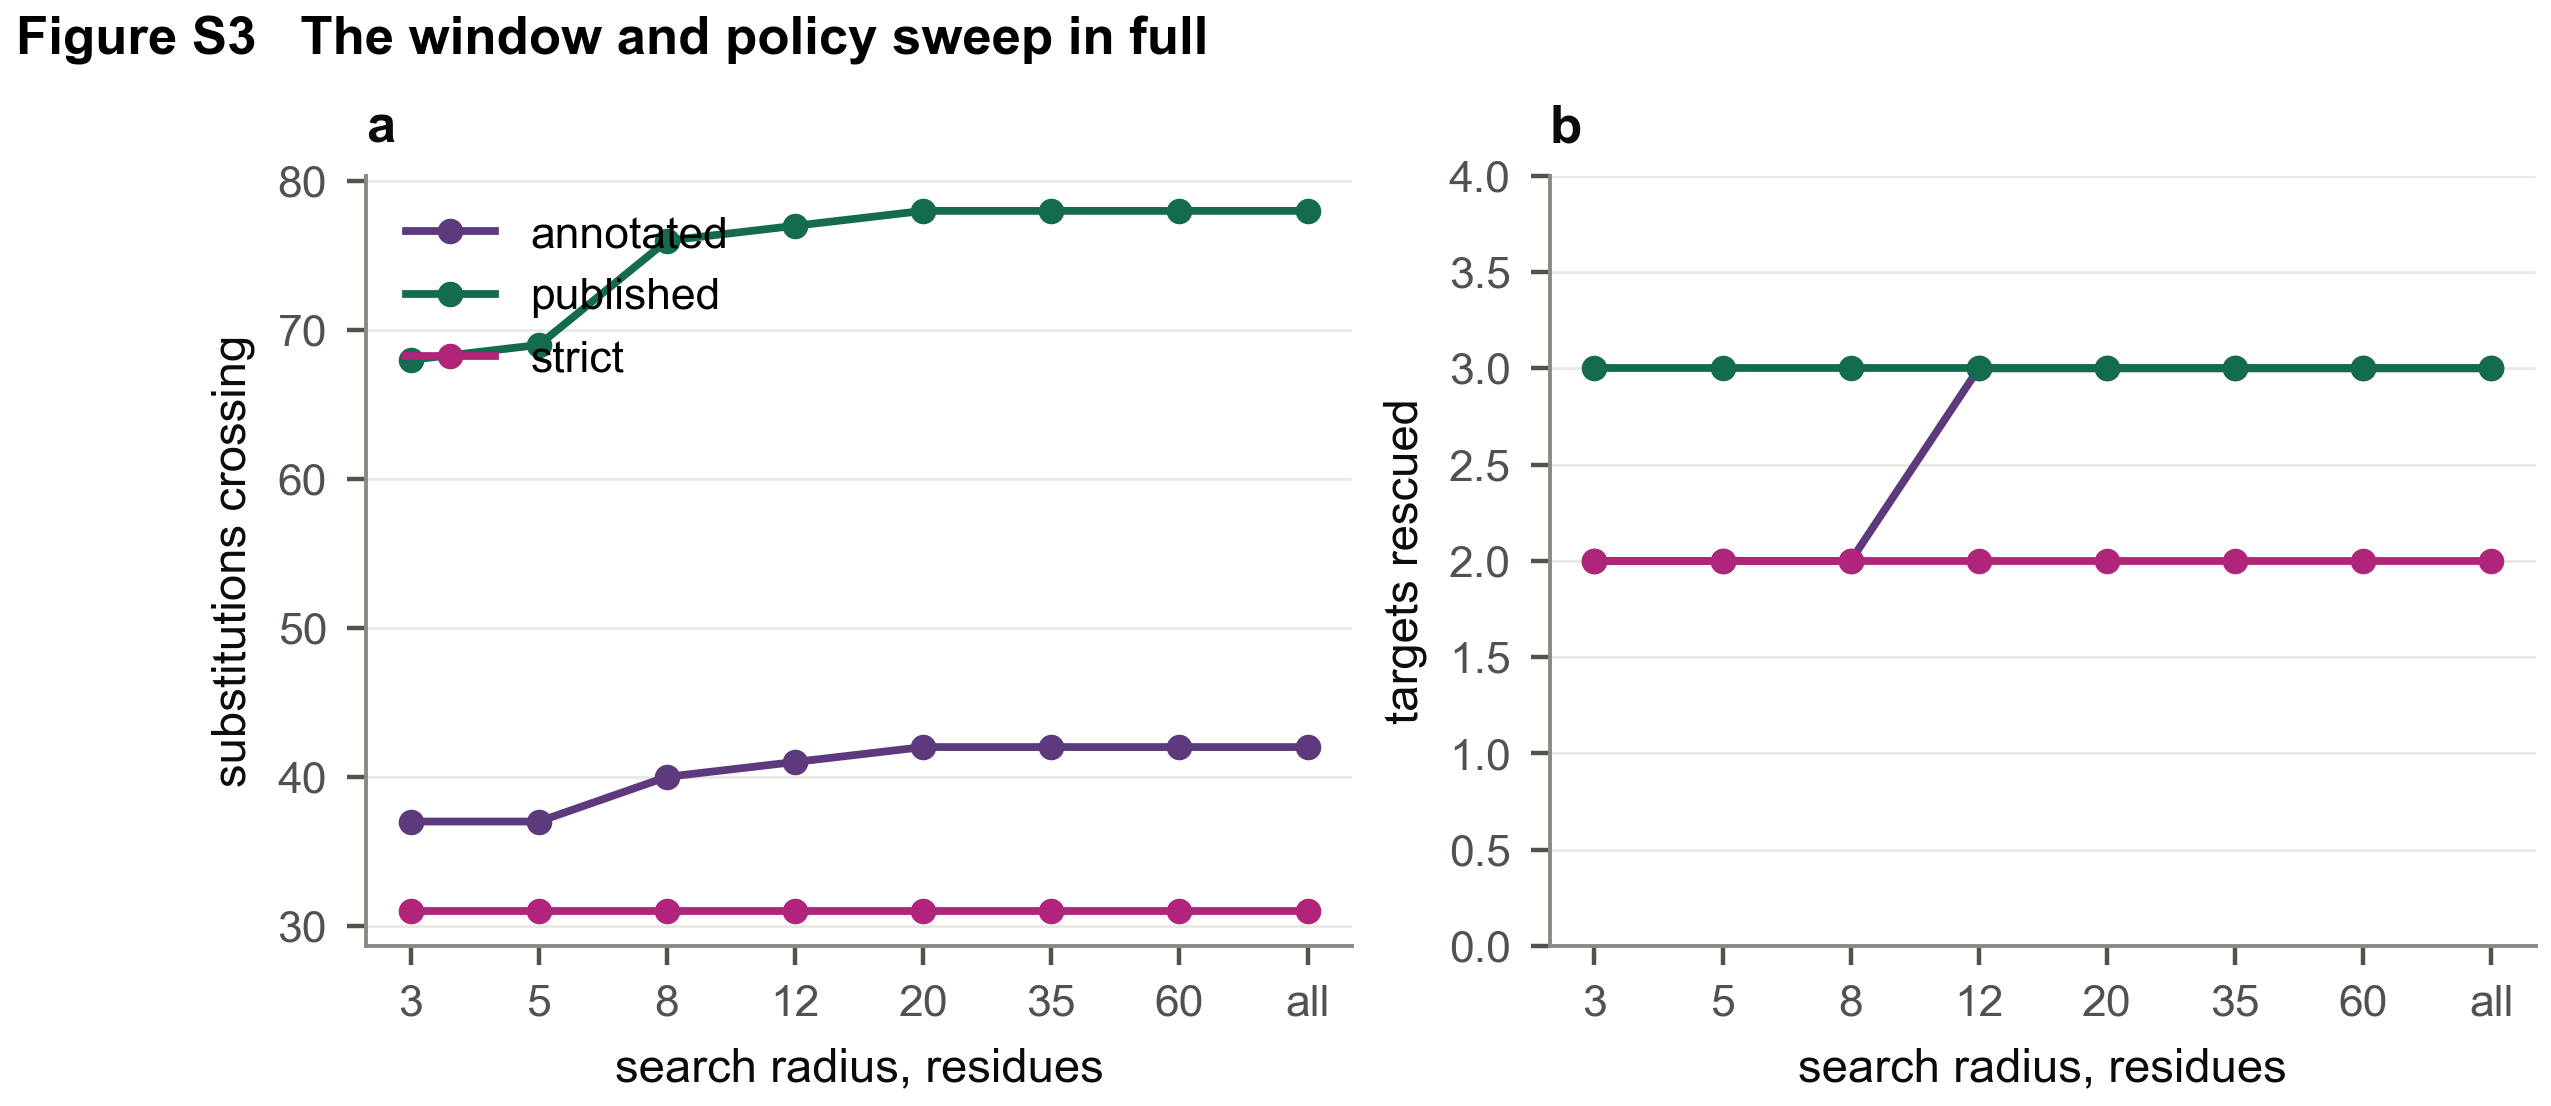 Figure S3 The window and policy sweep in full
a
80
70
60
50
40
30
substitutions crossing
annotated
published
strict
3 5 8 12 20 35 60 all
search radius, residues
b
4.0
3.5
3.0
2.5
2.0
1.5
1.0
0.5
0.0
targets rescued
3 5 8 12 20 35 60 all
search radius, residues